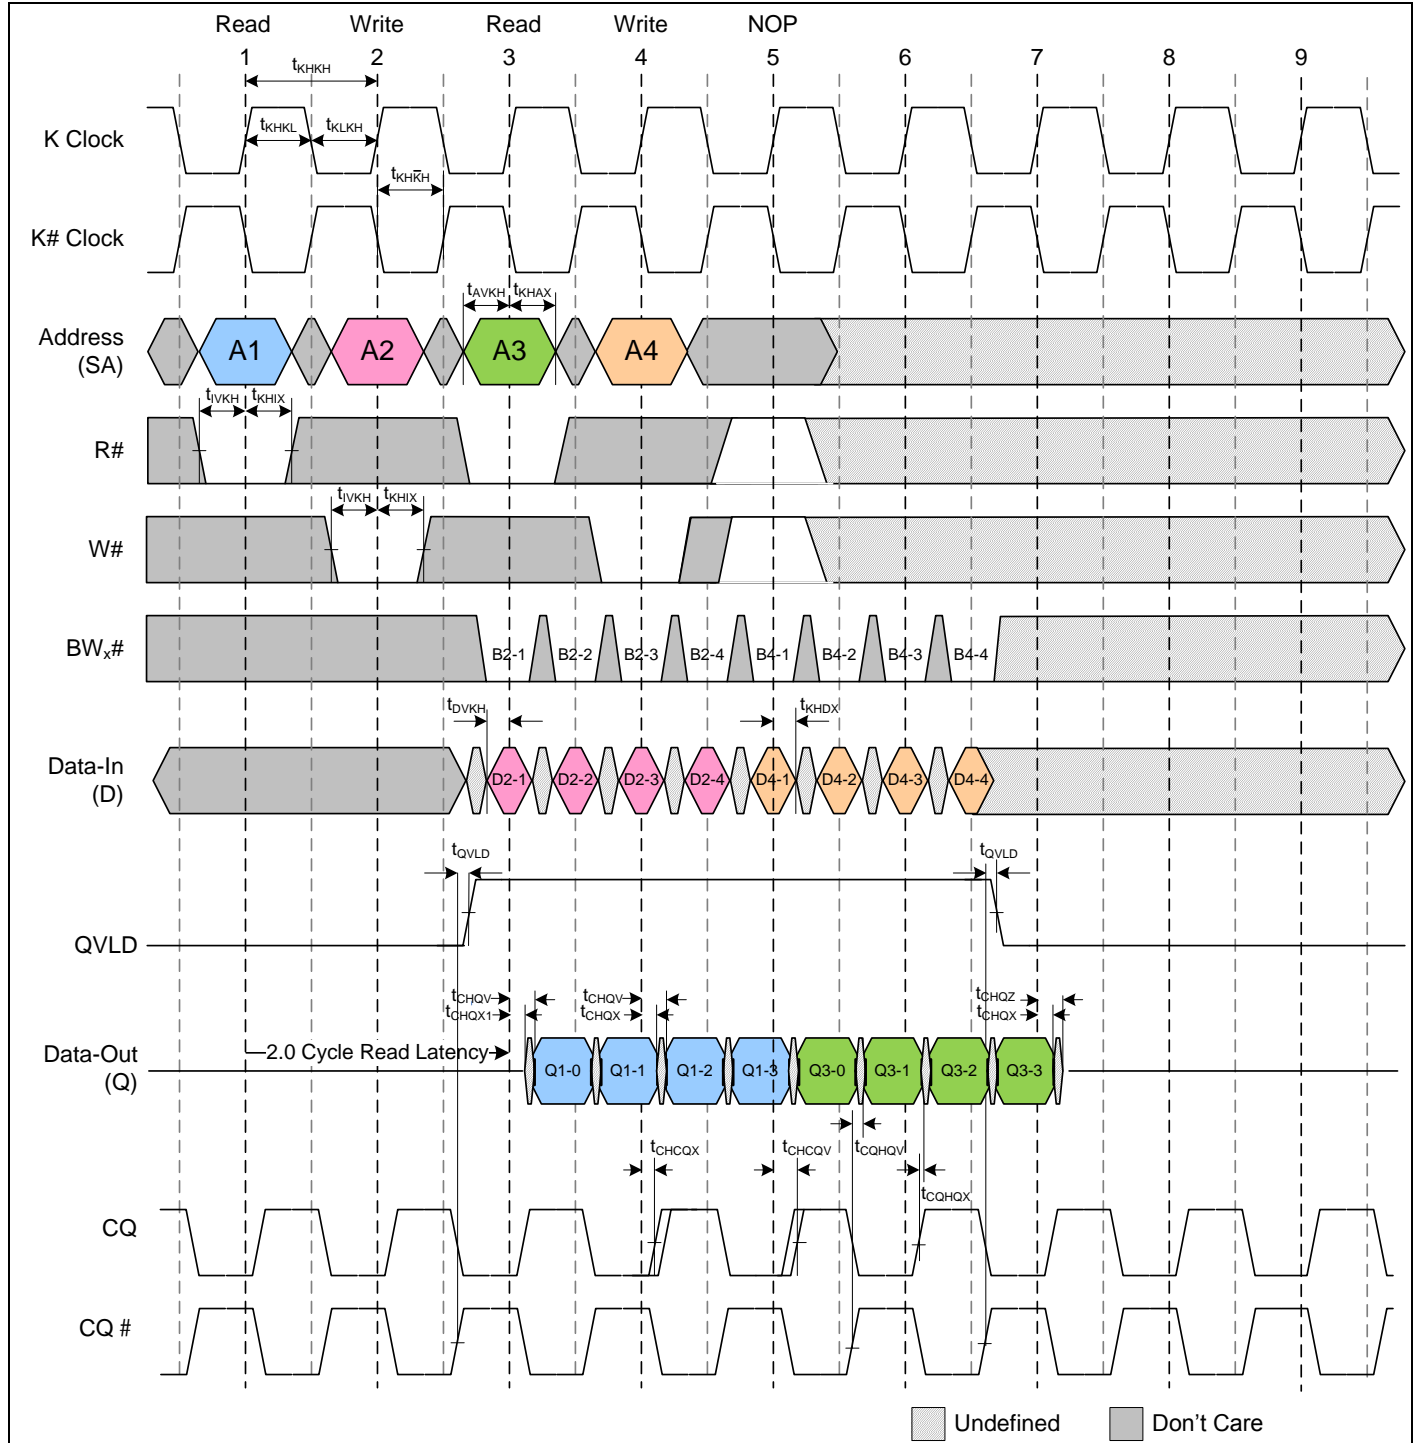 Read Write Read Write NOP
1 2 3 4 5 6 7 8 9
tKHKH
K Clock
tKHKL tKLKH
tKHK̄H
K# Clock
tAVKH tKHAX
Address
(SA)
A1 A2 A3 A4
tIVKH tKHIX
R#
tIVKH tKHIX
W#
BWx#
B2-1 B2-2 B2-3 B2-4 B4-1 B4-2 B4-3 B4-4
tDVKH tKHDX
Data-In
(D)
D2-1 D2-2 D2-3 D2-4 D4-1 D4-2 D4-3 D4-4
tQVLD tQVLD
QVLD
tCHQV tCHQV tCHQZ
tCHQX1 tCHQX tCHQX
Data-Out
(Q)
2.0 Cycle Read Latency
Q1-0 Q1-1 Q1-2 Q1-3 Q3-0 Q3-1 Q3-2 Q3-3
tCHCQX tCHCQV tCQHQV
tCQHQX
CQ
CQ #
Undefined Don't Care